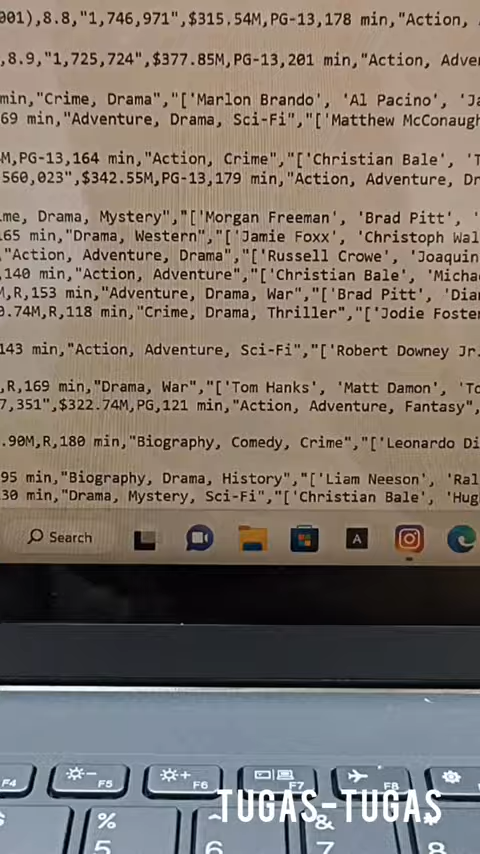 001),8.8,"1,746,971",$315.54M,PG-13,178 min,"Action,
,8.9,"1,725,724",$377.85M,PG-13,201 min,"Action, Adve
min,"Crime, Drama","['Marlon Brando', 'Al Pacino', 'Ja
69 min,"Adventure, Drama, Sci-Fi","['Matthew McConaugh
M,PG-13,164 min,"Action, Crime","['Christian Bale', 'T
560,023",$342.55M,PG-13,179 min,"Action, Adventure, Dr
ime, Drama, Mystery","['Morgan Freeman', 'Brad Pitt', '
165 min,"Drama, Western","['Jamie Foxx', 'Christoph Wal
"Action, Adventure, Drama","['Russell Crowe', 'Joaquin
,140 min,"Action, Adventure","['Christian Bale', 'Micha
M,R,153 min,"Adventure, Drama, War","['Brad Pitt', 'Dia
0.74M,R,118 min,"Crime, Drama, Thriller","['Jodie Foste
143 min,"Action, Adventure, Sci-Fi","['Robert Downey Jr.
,R,169 min,"Drama, War","['Tom Hanks', 'Matt Damon', 'To
7,351",$322.74M,PG,121 min,"Action, Adventure, Fantasy",
.90M,R,180 min,"Biography, Comedy, Crime","['Leonardo Di
95 min,"Biography, Drama, History","['Liam Neeson', 'Ral
30 min,"Drama, Mystery, Sci-Fi","['Christian Bale', 'Hug
Search
A
F4 F5 F6 F7 F8
TUGAS-TUGAS
% ^ & *
5 6 7 8